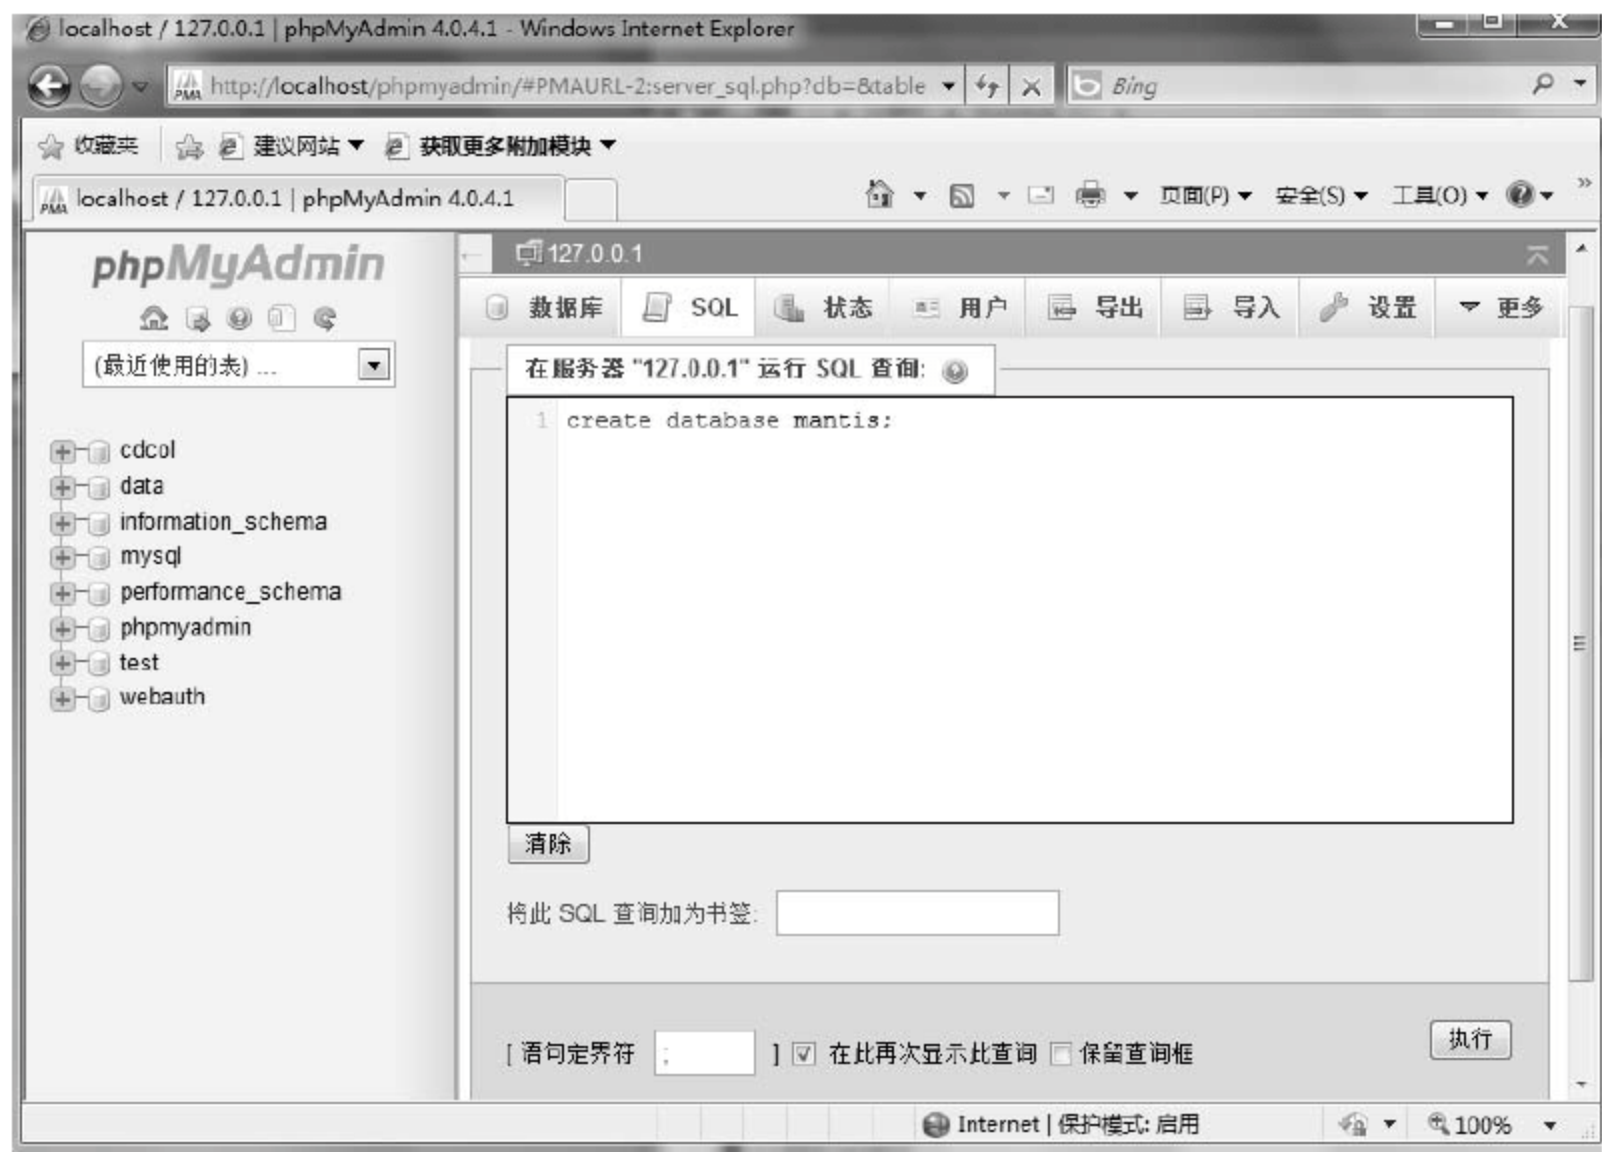 localhost / 127.0.0.1 | phpMyAdmin 4.0.4.1 - Windows Internet Explorer
http://localhost/phpmyadmin/#PMAURL-2:server_sql.php?db=&table
Bing
收藏夹 建议网站 获取更多附加模块
localhost / 127.0.0.1 | phpMyAdmin 4.0.4.1
页面(P) 安全(S) 工具(O) »
phpMyAdmin
(最近使用的表) ...
cdcol
data
information_schema
mysql
performance_schema
phpmyadmin
test
webauth
127.0.0.1
数据库 SQL 状态 用户 导出 导入 设置 更多
在服务器 "127.0.0.1" 运行 SQL 查询:
1 create database mantis;
清除
将此 SQL 查询加为书签:
[ 语句定界符 ; ] 在此再次显示此查询 保留查询框
执行
Internet | 保护模式: 启用
100%